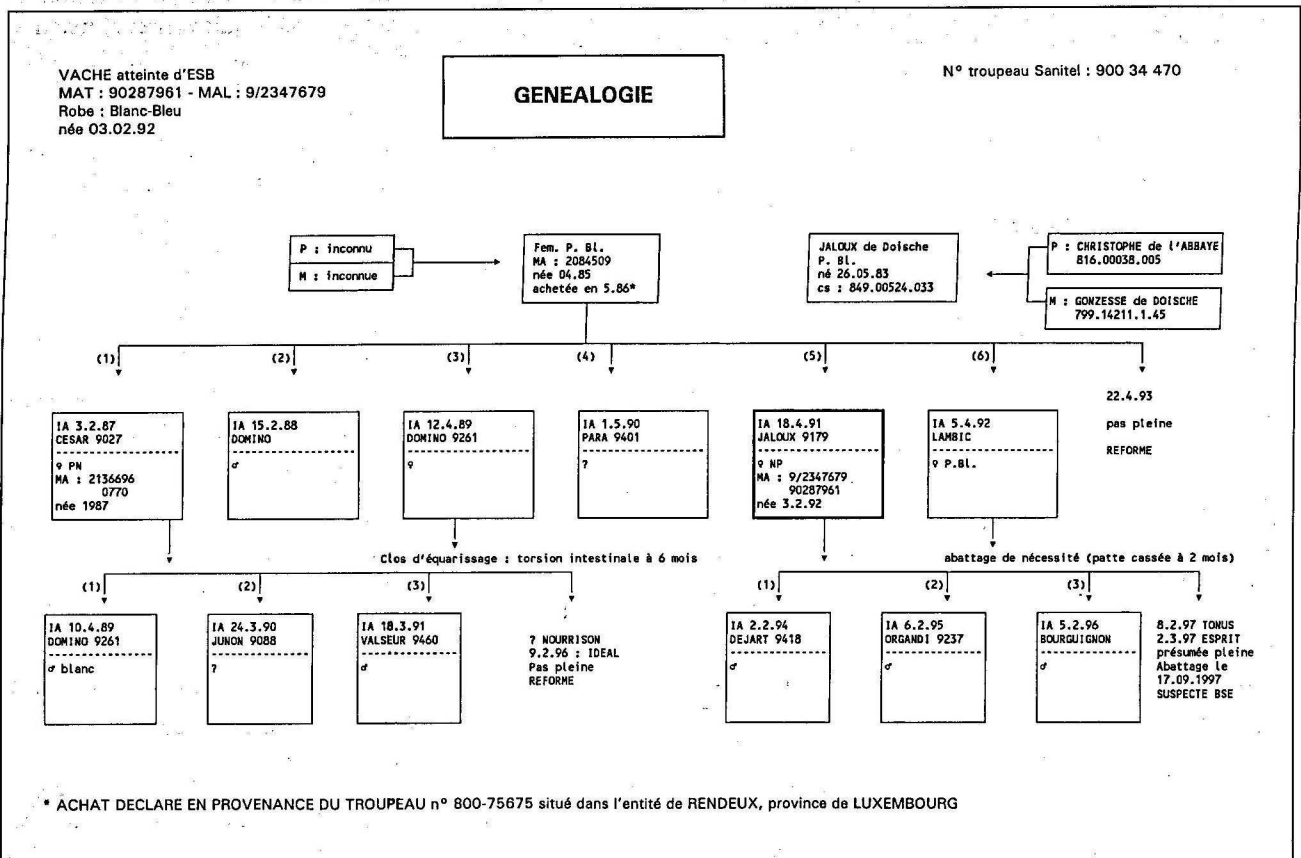 VACHE atteinte d'ESB
MAT : 90287961 - MAL : 9/2347679
Robe : Blanc-Bleu
née 03.02.92
GENEALOGIE
N° troupeau Sanitel : 900 34 470
P : inconnu
M : inconnue
Fem. P. Bl.
MA : 2084509
née 04.85
achetée en 5.86*
JALOUX de Doische
P. Bl.
né 26.05.83
cs : 849.00524.033
P : CHRISTOPHE de l'ABBAYE
816.00038.005
M : GONZESSE de DOISCHE
799.14211.1.45
(1)
(2)
(3)
(4)
(5)
(6)
IA 3.2.87
CESAR 9027
♀ PN
MA : 2136696
0770
née 1987
IA 15.2.88
DOMINO
♂
IA 12.4.89
DOMINO 9261
♀
IA 1.5.90
PARA 9401
?
IA 18.4.91
JALOUX 9179
♀ NP
MA : 9/2347679
90287961
née 3.2.92
IA 5.4.92
LAMBIC
♀ P.Bl.
22.4.93
pas pleine
REFORME
Clos d'équarissage : torsion intestinale à 6 mois
abattage de nécessité (patte cassée à 2 mois)
(1)
(2)
(3)
(1)
(2)
(3)
IA 10.4.89
DOMINO 9261
♂ blanc
IA 24.3.90
JUNON 9088
?
IA 18.3.91
VALSEUR 9460
♂
? NOURRISON
9.2.96 : IDEAL
Pas pleine
REFORME
IA 2.2.94
DEJART 9418
♂
IA 6.2.95
ORGANDI 9237
♂
IA 5.2.96
BOURGUIGNON
♂
8.2.97 TONUS
2.3.97 ESPRIT
présumée pleine
Abattage le
17.09.1997
SUSPECTE BSE
* ACHAT DECLARE EN PROVENANCE DU TROUPEAU n° 800-75675 situé dans l'entité de RENDEUX, province de LUXEMBOURG